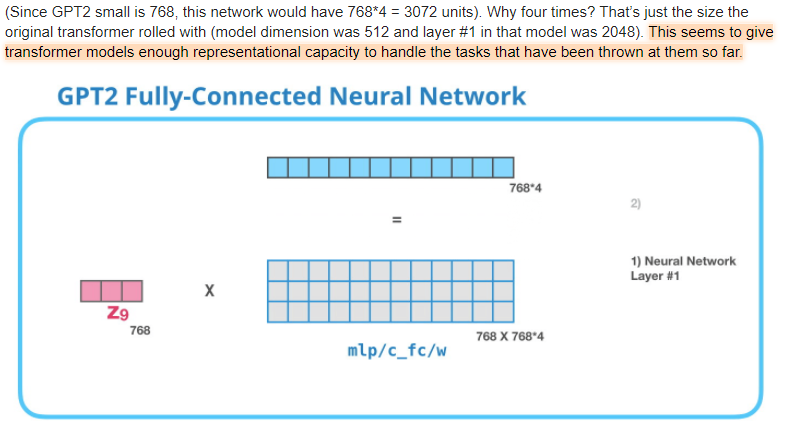 (Since GPT2 small is 768, this network would have 768*4 = 3072 units). Why four times? That's just the size the
original transformer rolled with (model dimension was 512 and layer #1 in that model was 2048). This seems to give
transformer models enough representational capacity to handle the tasks that have been thrown at them so far.
GPT2 Fully-Connected Neural Network
768*4
2)
=
1) Neural Network
Layer #1
X
Z9
768
768 X 768*4
mlp/c_fc/w